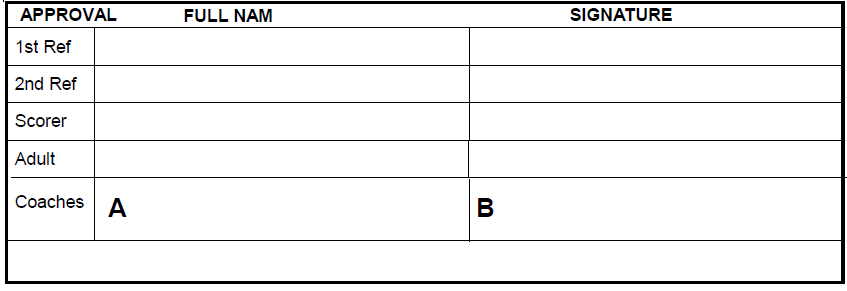 APPROVAL FULL NAM SIGNATURE
1st Ref
2nd Ref
Scorer
Adult
Coaches A B